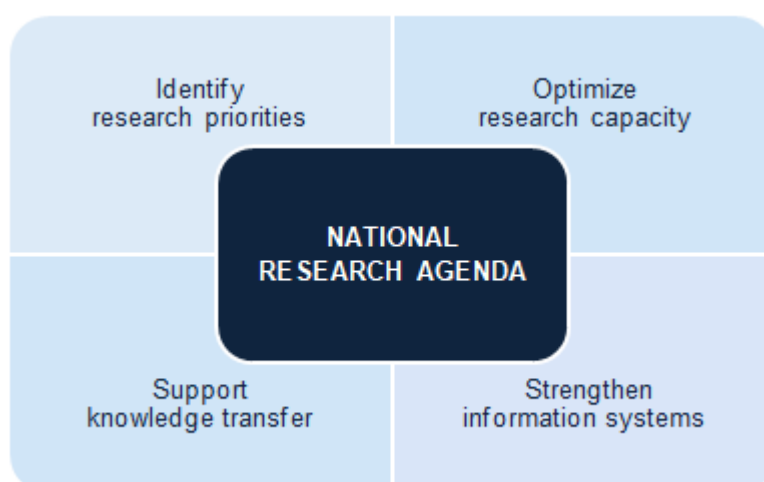 Identify
research priorities
Optimize
research capacity
NATIONAL
RESEARCH AGENDA
Support
knowledge transfer
Strengthen
information systems